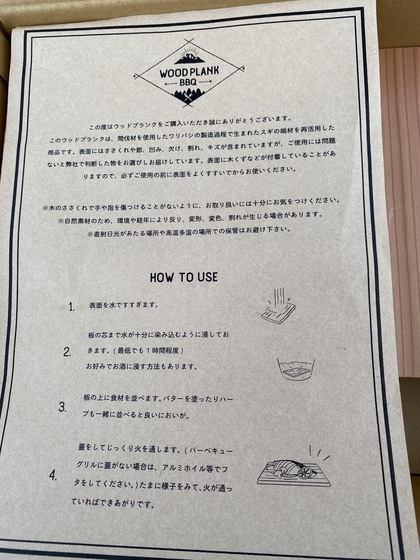 WOOD PLANK
BBQ
この度はウッドプランクをご購入いただき誠にありがとうございます。
このウッドプランクは、間伐材を使用したワリバシの製造過程で生まれたスギの端材を再活用した
商品です。表面にはささくれや節、凹み、欠け、割れ、キズが含まれていますが、ご使用には問題
ないと弊社で判断した物をお選びしお届けしています。表面に木くずなどが付着していることがあ
りますので、必ずご使用の前に表面をよくすすいでからお使いください。
※木のささくれで手や指を傷つけることがないように、お取り扱いには十分にお気をつけください。
※自然素材のため、環境や経年により反り、変形、変色、割れが生じる場合があります。
※直射日光があたる場所や高温多湿の場所での保管はお避け下さい。
HOW TO USE
1. 表面を水ですすぎます。
2. 板の芯まで水が十分に染み込むように浸してお
きます。(最低でも1時間程度)
お好みでお酒に浸す方法もあります。
3. 板の上に食材を並べます。バターを塗ったりハー
ブも一緒に並べると良いにおいが。
4. 蓋をしてじっくり火を通します。(バーベキュー
グリルに蓋がない場合は、アルミホイル等でフ
タをしてください。)たまに様子をみて、火が通っ
ていればできあがりです。